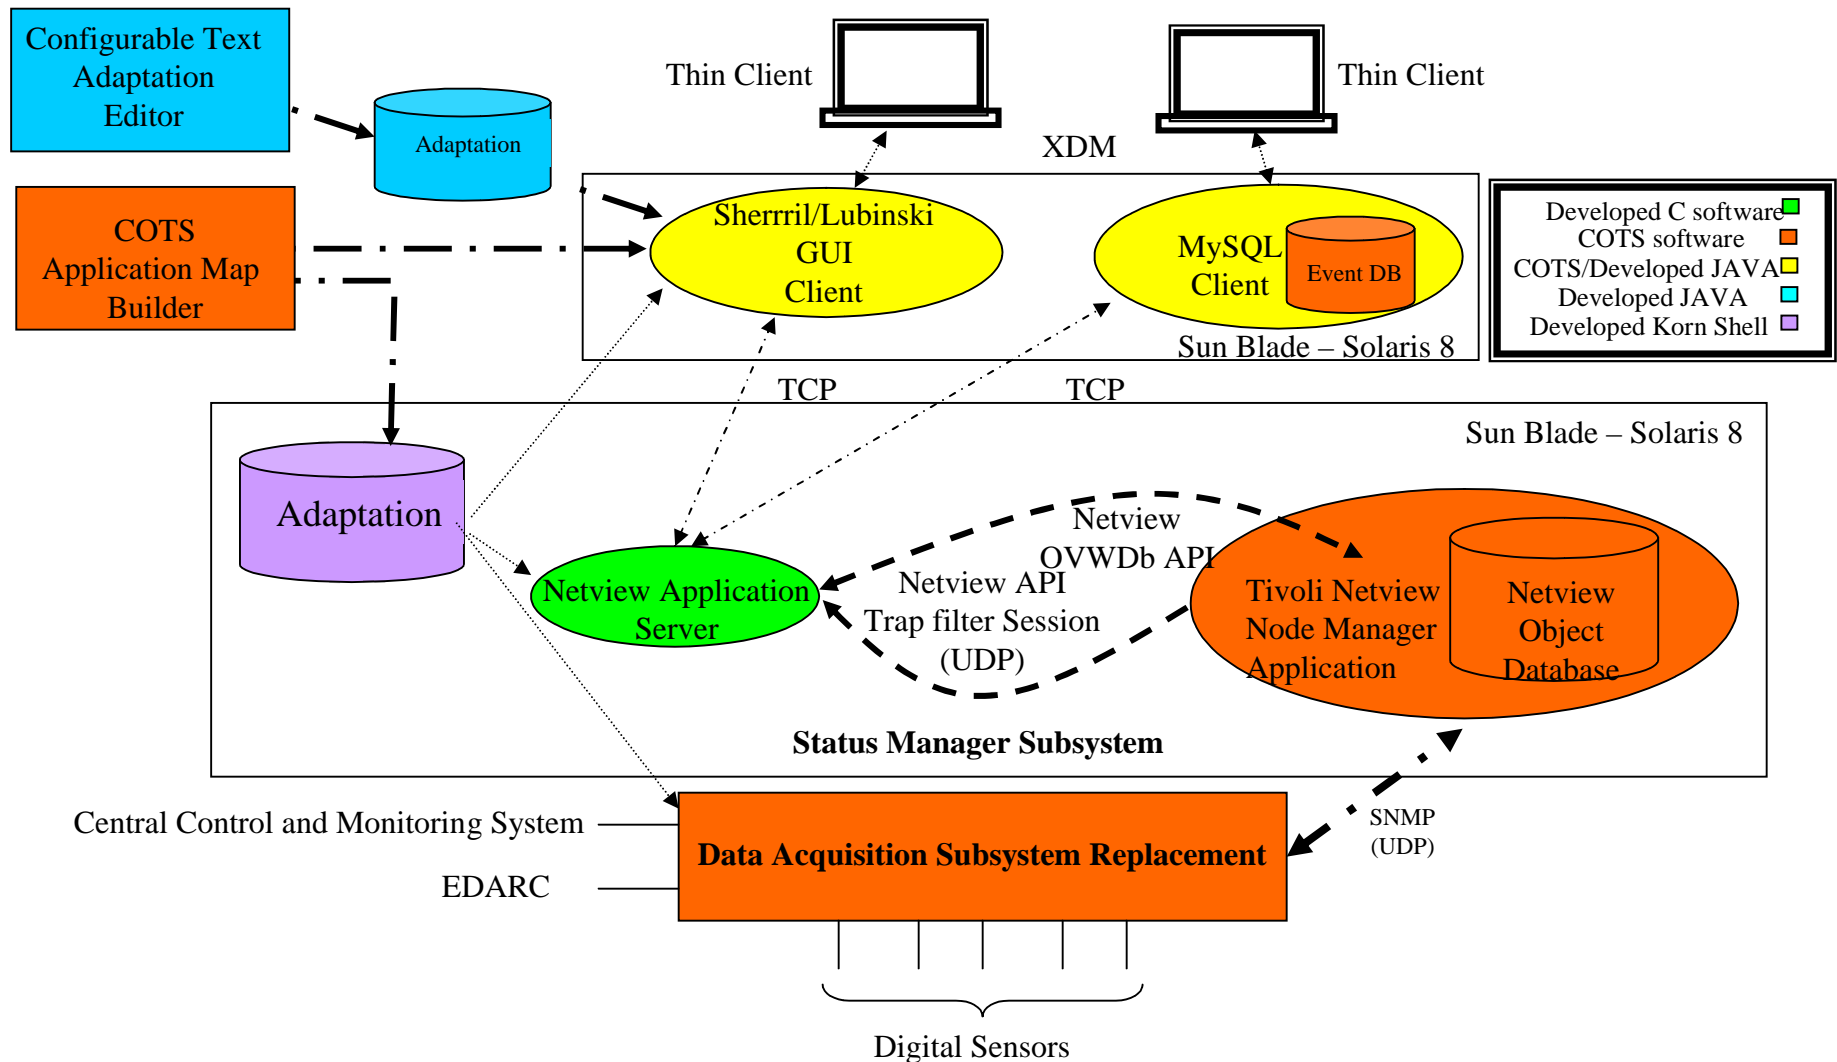 Configurable Text
Adaptation
Editor
Adaptation
Thin Client
Thin Client
XDM
COTS
Application Map
Builder
Sherrril/Lubinski
GUI
Client
MySQL
Client
Event DB
Sun Blade – Solaris 8
Developed C software
COTS software
COTS/Developed JAVA
Developed JAVA
Developed Korn Shell
TCP
TCP
Sun Blade – Solaris 8
Adaptation
Netview Application
Server
Netview
OVWDb API
Netview API
Trap filter Session
(UDP)
Tivoli Netview
Node Manager
Application
Netview
Object
Database
Status Manager Subsystem
Central Control and Monitoring System
EDARC
Data Acquisition Subsystem Replacement
SNMP
(UDP)
Digital Sensors